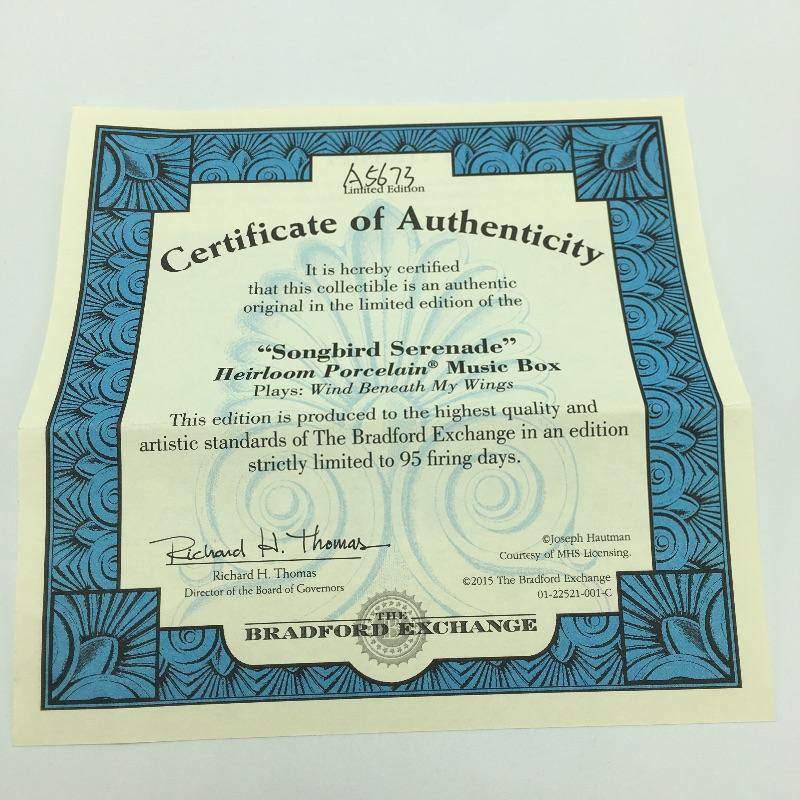 A5673
Limited Edition
Certificate of Authenticity
It is hereby certified
that this collectible is an authentic
original in the limited edition of the
“Songbird Serenade”
Heirloom Porcelain® Music Box
Plays: Wind Beneath My Wings
This edition is produced to the highest quality and
artistic standards of The Bradford Exchange in an edition
strictly limited to 95 firing days.
Richard H. Thomas
Richard H. Thomas
Director of the Board of Governors
©Joseph Hautman
Courtesy of MHS Licensing.
©2015 The Bradford Exchange
01-22521-001-C
THE
BRADFORD EXCHANGE